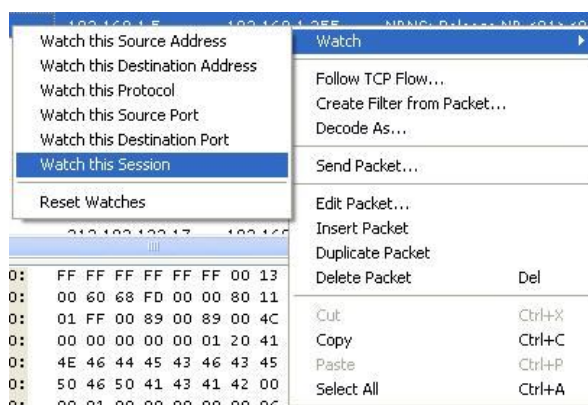 Watch this Source Address
Watch this Destination Address
Watch this Protocol
Watch this Source Port
Watch this Destination Port
Watch this Session
Reset Watches
Watch
Follow TCP Flow...
Create Filter from Packet...
Decode As...
Send Packet...
Edit Packet...
Insert Packet
Duplicate Packet
Delete Packet Del
Cut Ctrl+X
Copy Ctrl+C
Paste Ctrl+P
Select All Ctrl+A
0: FF FF FF FF FF FF 00 13
0: 00 60 68 FD 00 00 80 11
0: 01 FF 00 89 00 89 00 4C
0: 00 00 00 00 00 01 20 41
0: 4E 46 44 45 43 46 43 45
0: 50 46 50 41 43 41 42 00